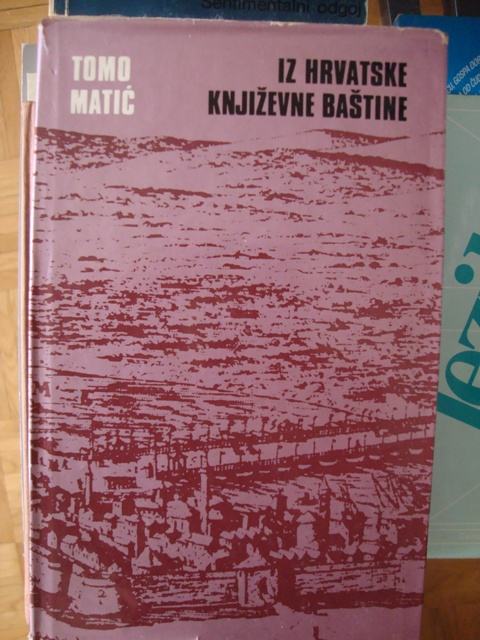 Sentimentalni odgoj
TOMO
MATIĆ
IZ HRVATSKE
KNJIŽEVNE BAŠTINE